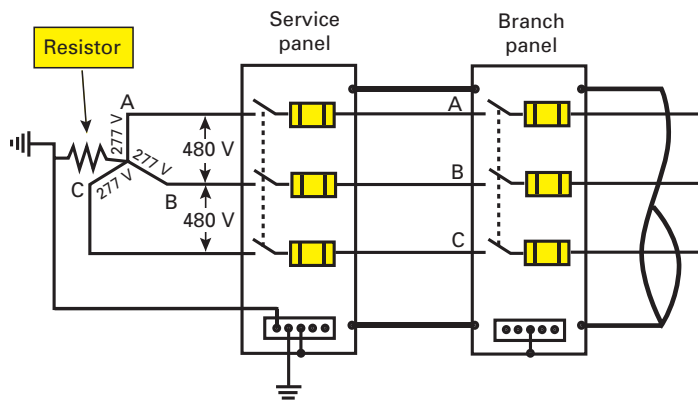 Service
panel
Branch
panel
Resistor
A
277 V
480 V
A
277 V
C
277 V
B
B
480 V
C